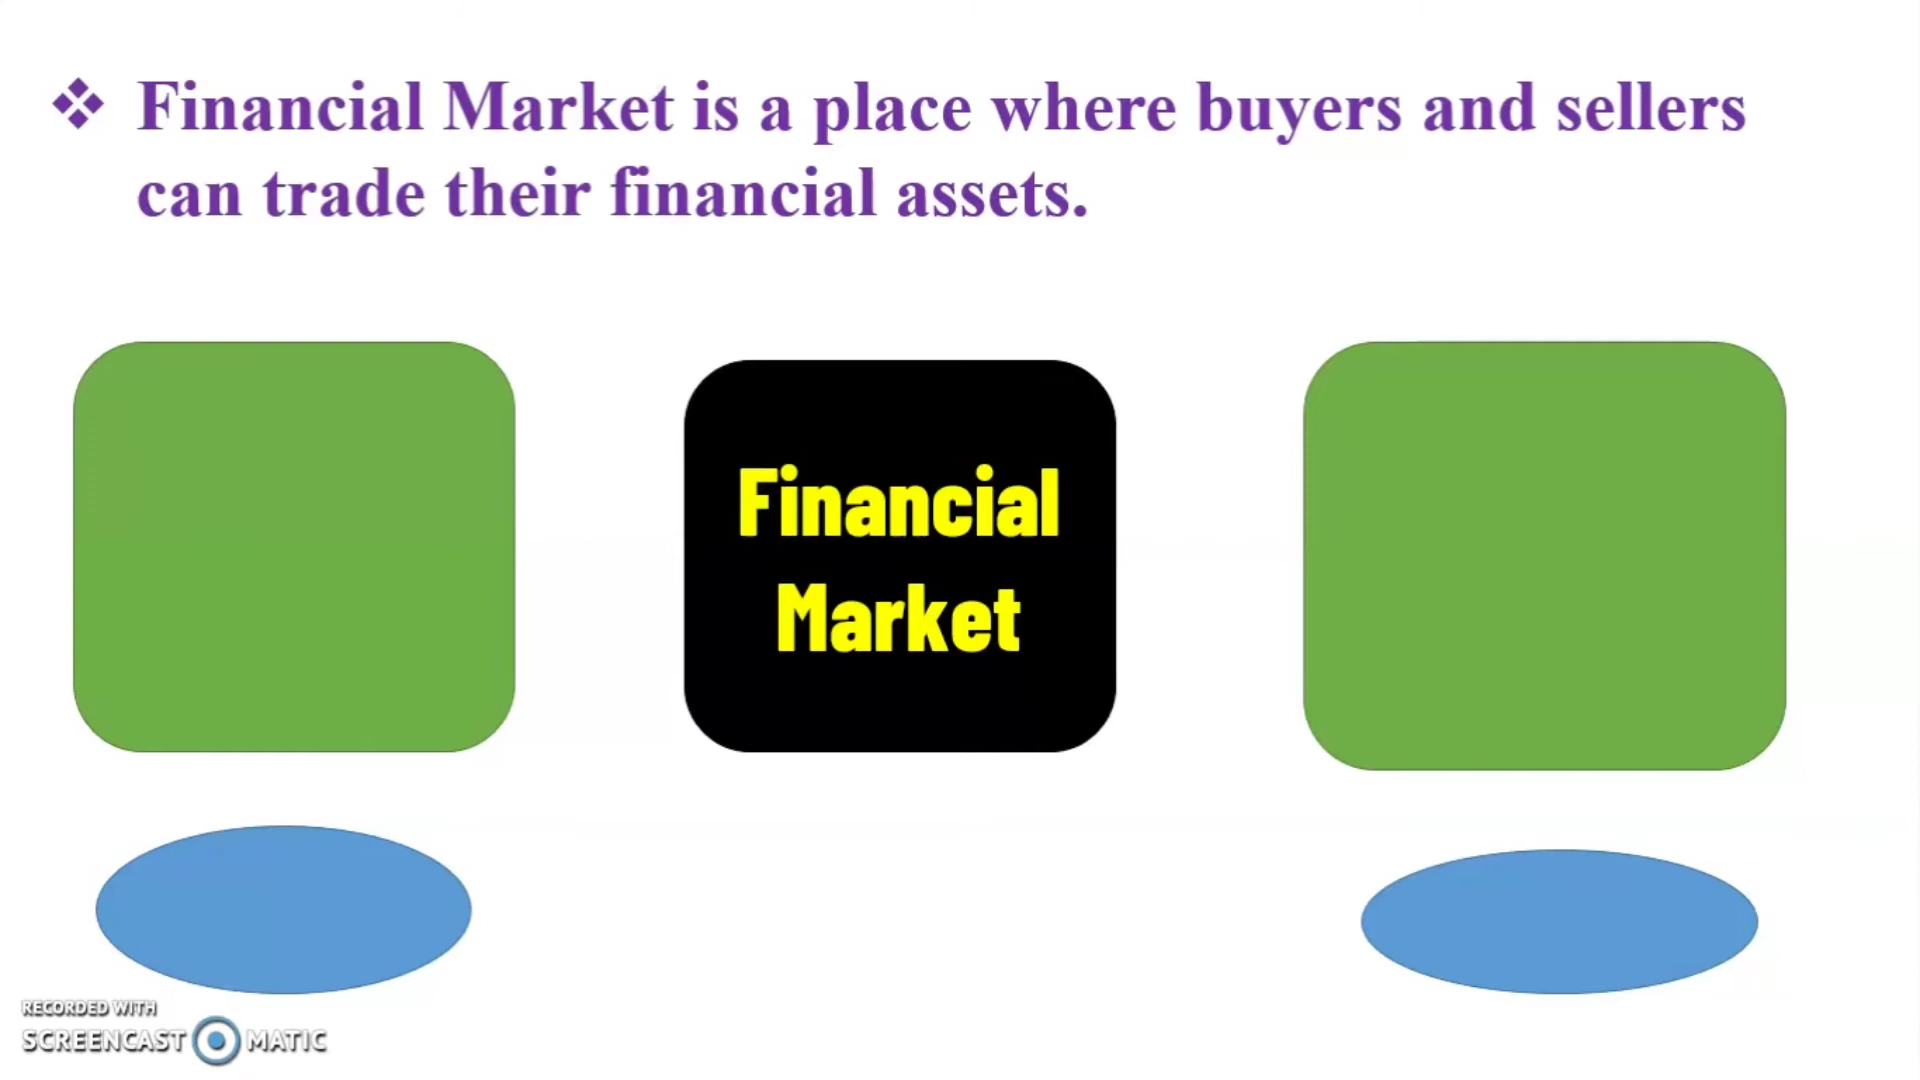 Financial Market is a place where buyers and sellers
can trade their financial assets.
Financial
Market
RECORDED WITH
SCREENCAST MATIC